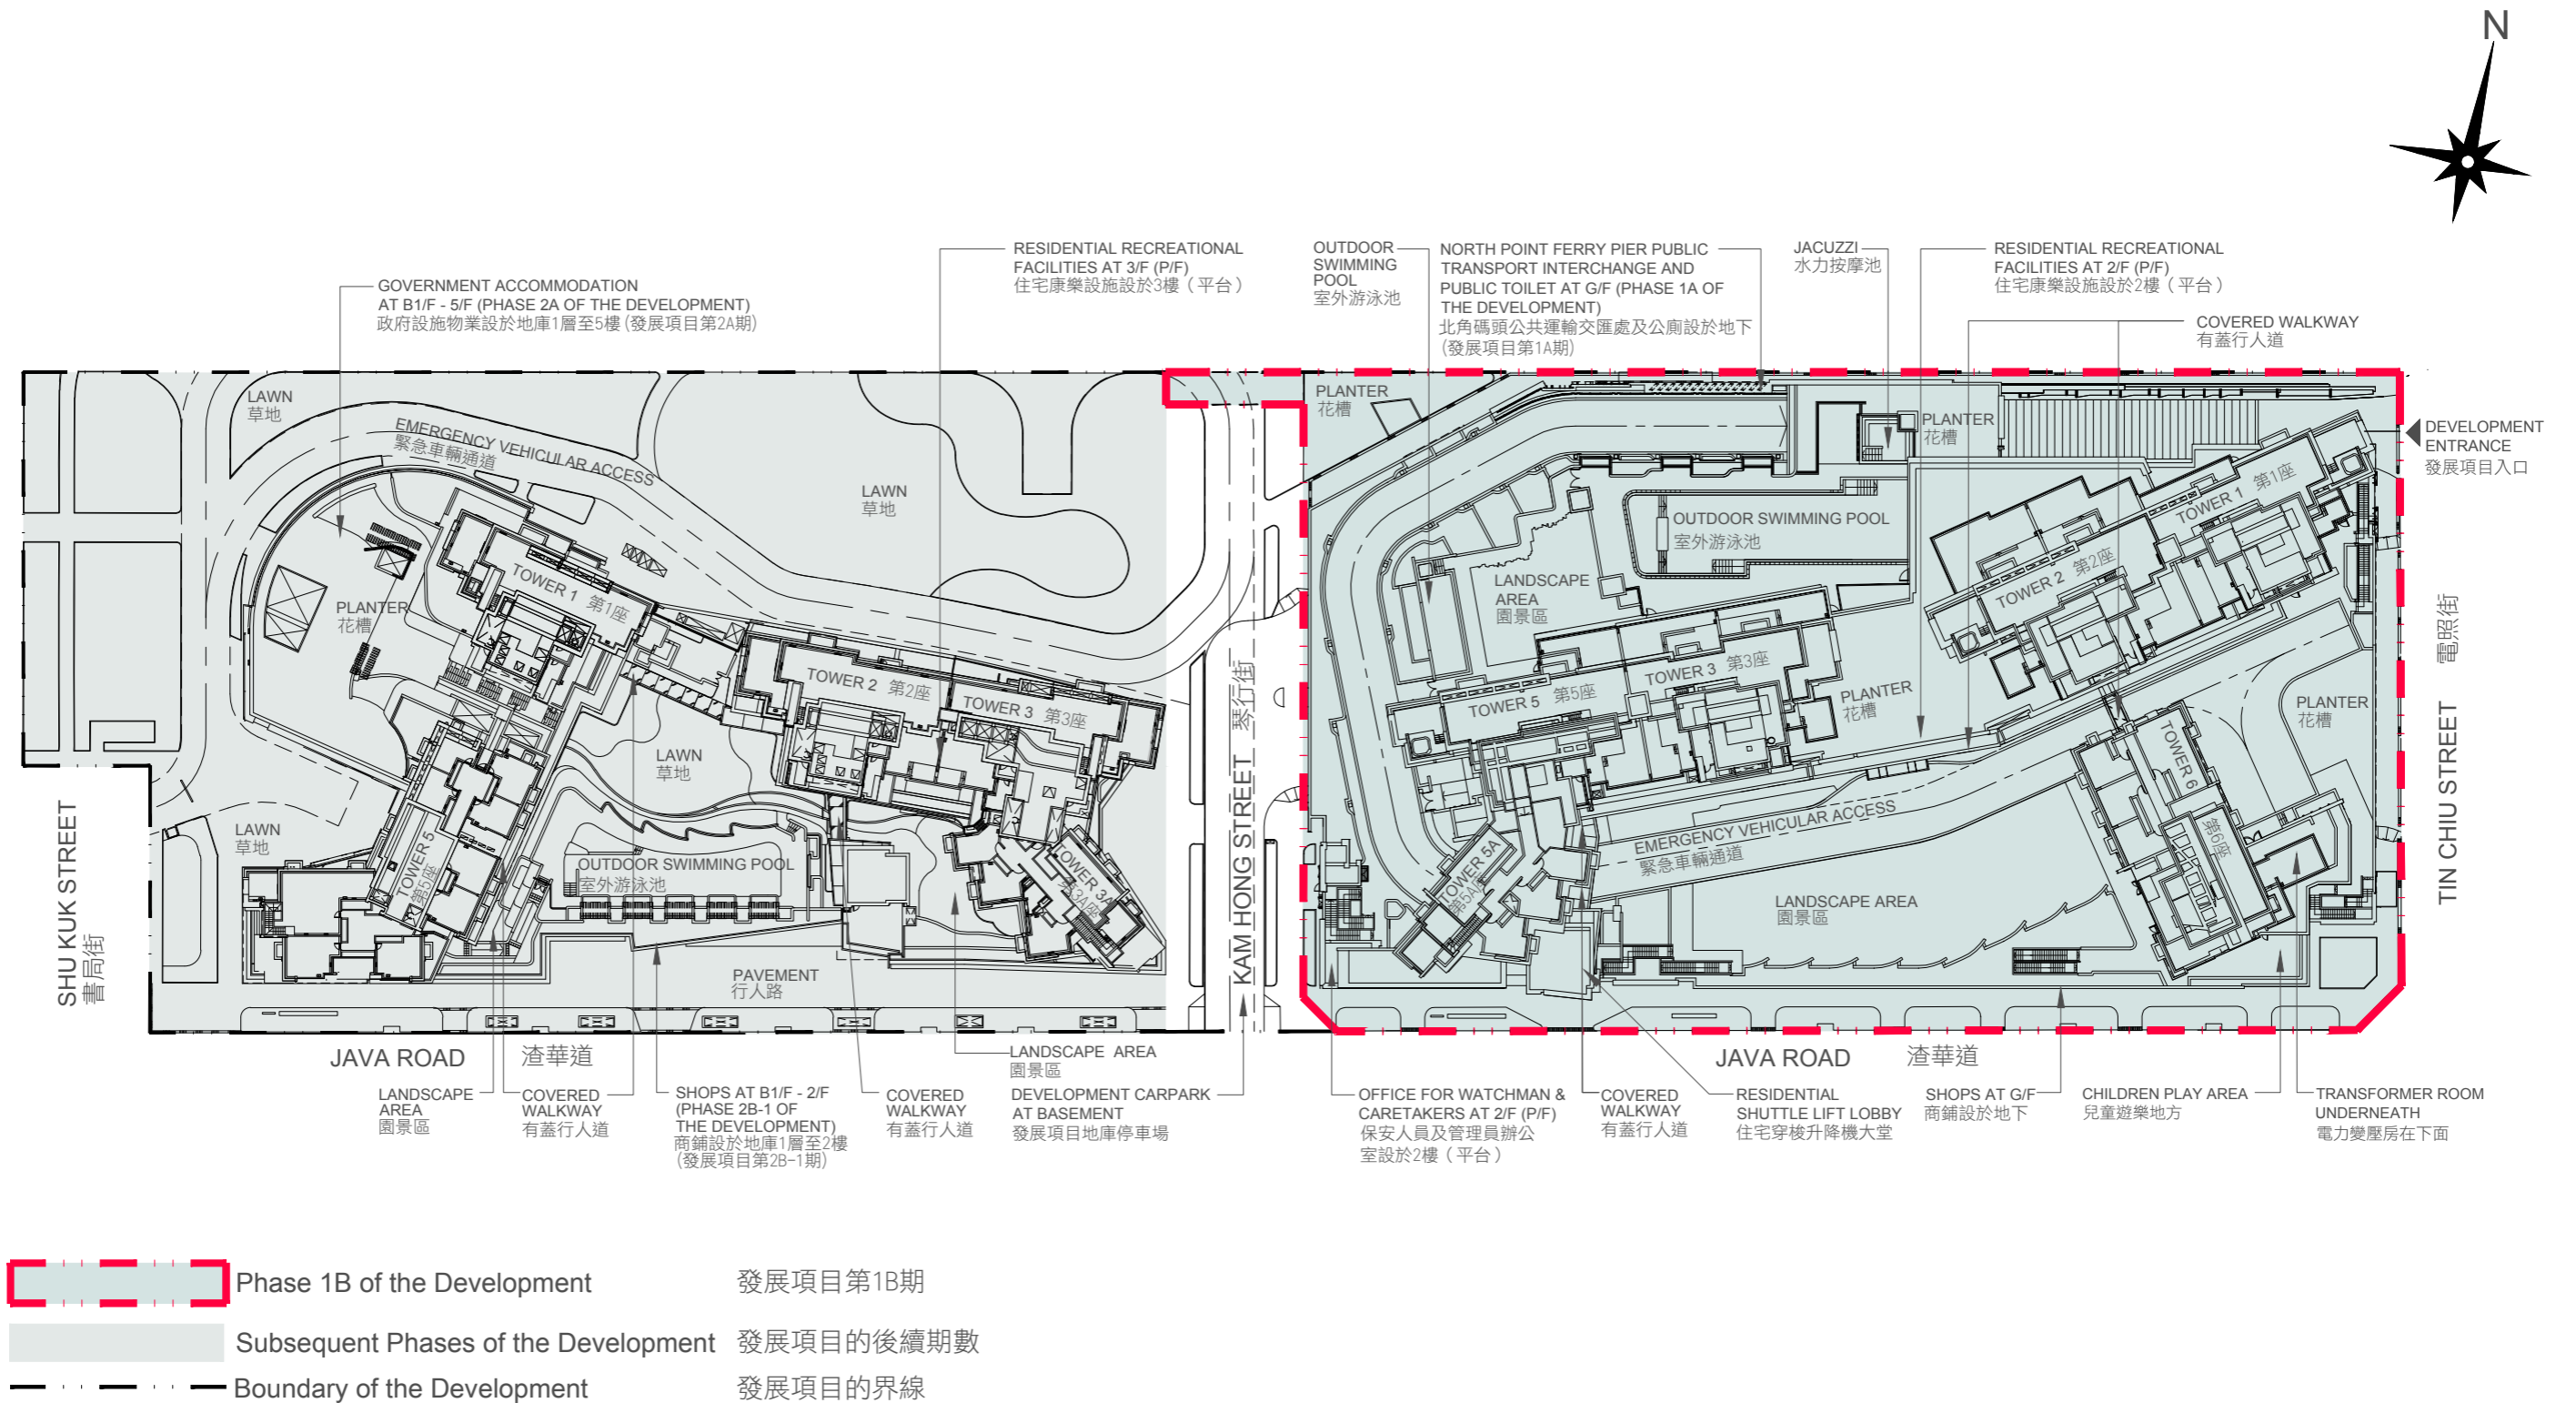 N
GOVERNMENT ACCOMMODATION
AT B1/F - 5/F (PHASE 2A OF THE DEVELOPMENT)
政府設施物業設於地庫1層至5樓 (發展項目第2A期)
RESIDENTIAL RECREATIONAL
FACILITIES AT 3/F (P/F)
住宅康樂設施設於3樓（平台）
OUTDOOR
SWIMMING
POOL
室外游泳池
NORTH POINT FERRY PIER PUBLIC
TRANSPORT INTERCHANGE AND
PUBLIC TOILET AT G/F (PHASE 1A OF
THE DEVELOPMENT)
北角碼頭公共運輸交匯處及公廁設於地下
(發展項目第1A期)
JACUZZI
水力按摩池
RESIDENTIAL RECREATIONAL
FACILITIES AT 2/F (P/F)
住宅康樂設施設於2樓（平台）
COVERED WALKWAY
有蓋行人道
DEVELOPMENT
ENTRANCE
發展項目入口
LAWN
草地
EMERGENCY VEHICULAR ACCESS
緊急車輛通道
LAWN
草地
PLANTER
花槽
TOWER 1 第1座
TOWER 2 第2座
TOWER 3 第3座
LAWN
草地
LAWN
草地
TOWER 5
第5座
OUTDOOR SWIMMING POOL
室外游泳池
TOWER 3A
第3A座
PAVEMENT
行人路
SHU KUK STREET
書局街
KAM HONG STREET 琴行街
PLANTER
花槽
PLANTER
花槽
OUTDOOR SWIMMING POOL
室外游泳池
TOWER 1 第1座
TOWER 2 第2座
LANDSCAPE
AREA
園景區
TOWER 3 第3座
TOWER 5 第5座
PLANTER
花槽
PLANTER
花槽
TOWER 6
第6座
EMERGENCY VEHICULAR ACCESS
緊急車輛通道
TOWER 5A
第5A座
LANDSCAPE AREA
園景區
TIN CHIU STREET 電照街
JAVA ROAD 渣華道
JAVA ROAD 渣華道
LANDSCAPE
AREA
園景區
COVERED
WALKWAY
有蓋行人道
SHOPS AT B1/F - 2/F
(PHASE 2B-1 OF
THE DEVELOPMENT)
商鋪設於地庫1層至2樓
(發展項目第2B-1期)
COVERED
WALKWAY
有蓋行人道
LANDSCAPE AREA
園景區
DEVELOPMENT CARPARK
AT BASEMENT
發展項目地庫停車場
OFFICE FOR WATCHMAN &
CARETAKERS AT 2/F (P/F)
保安人員及管理員辦公
室設於2樓（平台）
COVERED
WALKWAY
有蓋行人道
RESIDENTIAL
SHUTTLE LIFT LOBBY
住宅穿梭升降機大堂
SHOPS AT G/F
商鋪設於地下
CHILDREN PLAY AREA
兒童遊樂地方
TRANSFORMER ROOM
UNDERNEATH
電力變壓房在下面
Phase 1B of the Development 發展項目第1B期
Subsequent Phases of the Development 發展項目的後續期數
Boundary of the Development 發展項目的界線